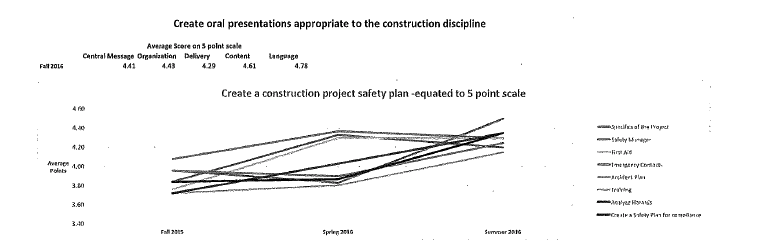 Create oral presentations appropriate to the construction discipline
Average Score on 5 point scale
Central Message Organization Delivery Content Language
Fall 2016 4.41 4.43 4.29 4.61 4.78
Create a construction project safety plan -equated to 5 point scale
4.60
4.40
4.20
4.00
3.80
3.60
3.40
Average
Points
Fall 2015 Spring 2016 Summer 2016
Specifics of the Project
Safety Manager
First Aid
Emergency Contacts
Accident Plan
Training
Analyze Hazards
Create a Safety Plan for compliance